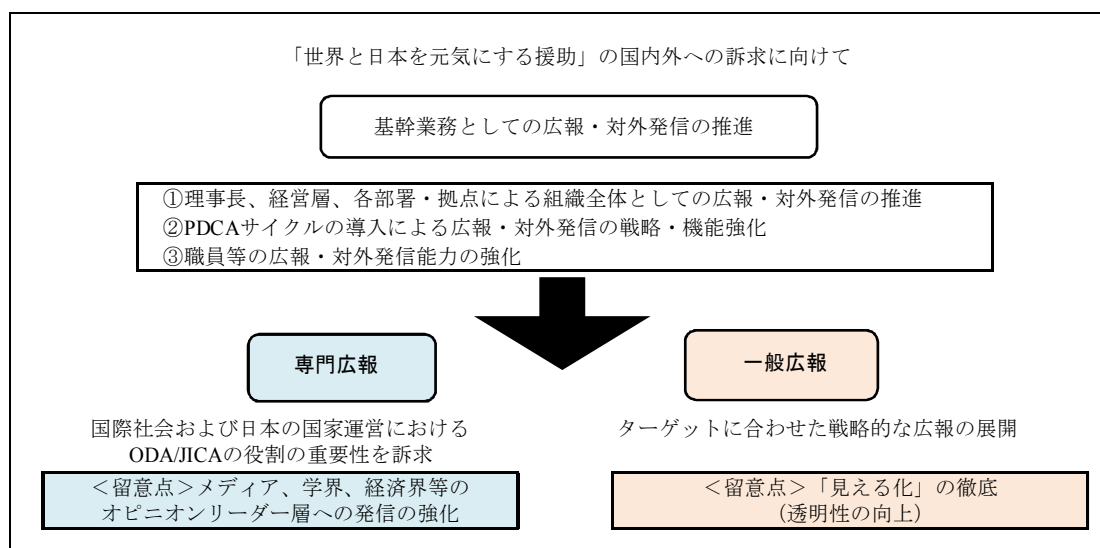 「世界と日本を元気にする援助」の国内外への訴求に向けて
基幹業務としての広報・対外発信の推進
①理事長、経営層、各部署・拠点による組織全体としての広報・対外発信の推進
②PDCAサイクルの導入による広報・対外発信の戦略・機能強化
③職員等の広報・対外発信能力の強化
専門広報
国際社会および日本の国家運営における
ODA/JICAの役割の重要性を訴求
＜留意点＞メディア、学界、経済界等の
オピニオンリーダー層への発信の強化
一般広報
ターゲットに合わせた戦略的な広報の展開
＜留意点＞「見える化」の徹底
（透明性の向上）